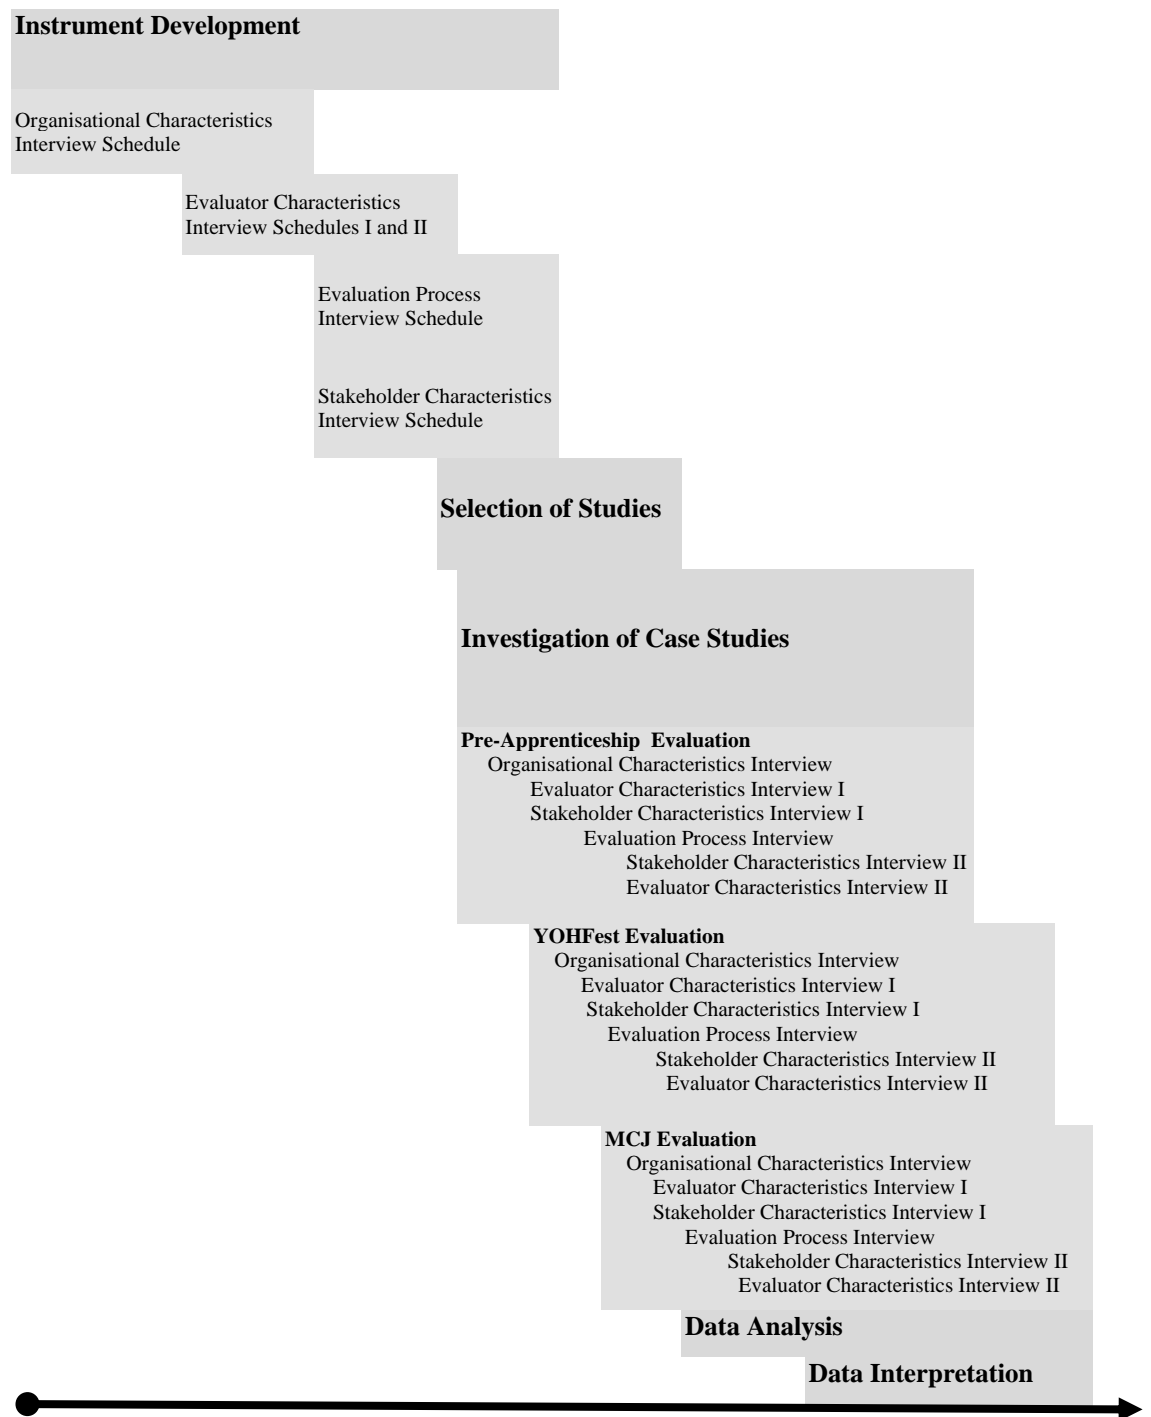 Instrument Development
Organisational Characteristics
Interview Schedule
Evaluator Characteristics
Interview Schedules I and II
Evaluation Process
Interview Schedule
Stakeholder Characteristics
Interview Schedule
Selection of Studies
Investigation of Case Studies
Pre-Apprenticeship Evaluation
Organisational Characteristics Interview
Evaluator Characteristics Interview I
Stakeholder Characteristics Interview I
Evaluation Process Interview
Stakeholder Characteristics Interview II
Evaluator Characteristics Interview II
YOHFest Evaluation
Organisational Characteristics Interview
Evaluator Characteristics Interview I
Stakeholder Characteristics Interview I
Evaluation Process Interview
Stakeholder Characteristics Interview II
Evaluator Characteristics Interview II
MCJ Evaluation
Organisational Characteristics Interview
Evaluator Characteristics Interview I
Stakeholder Characteristics Interview I
Evaluation Process Interview
Stakeholder Characteristics Interview II
Evaluator Characteristics Interview II
Data Analysis
Data Interpretation